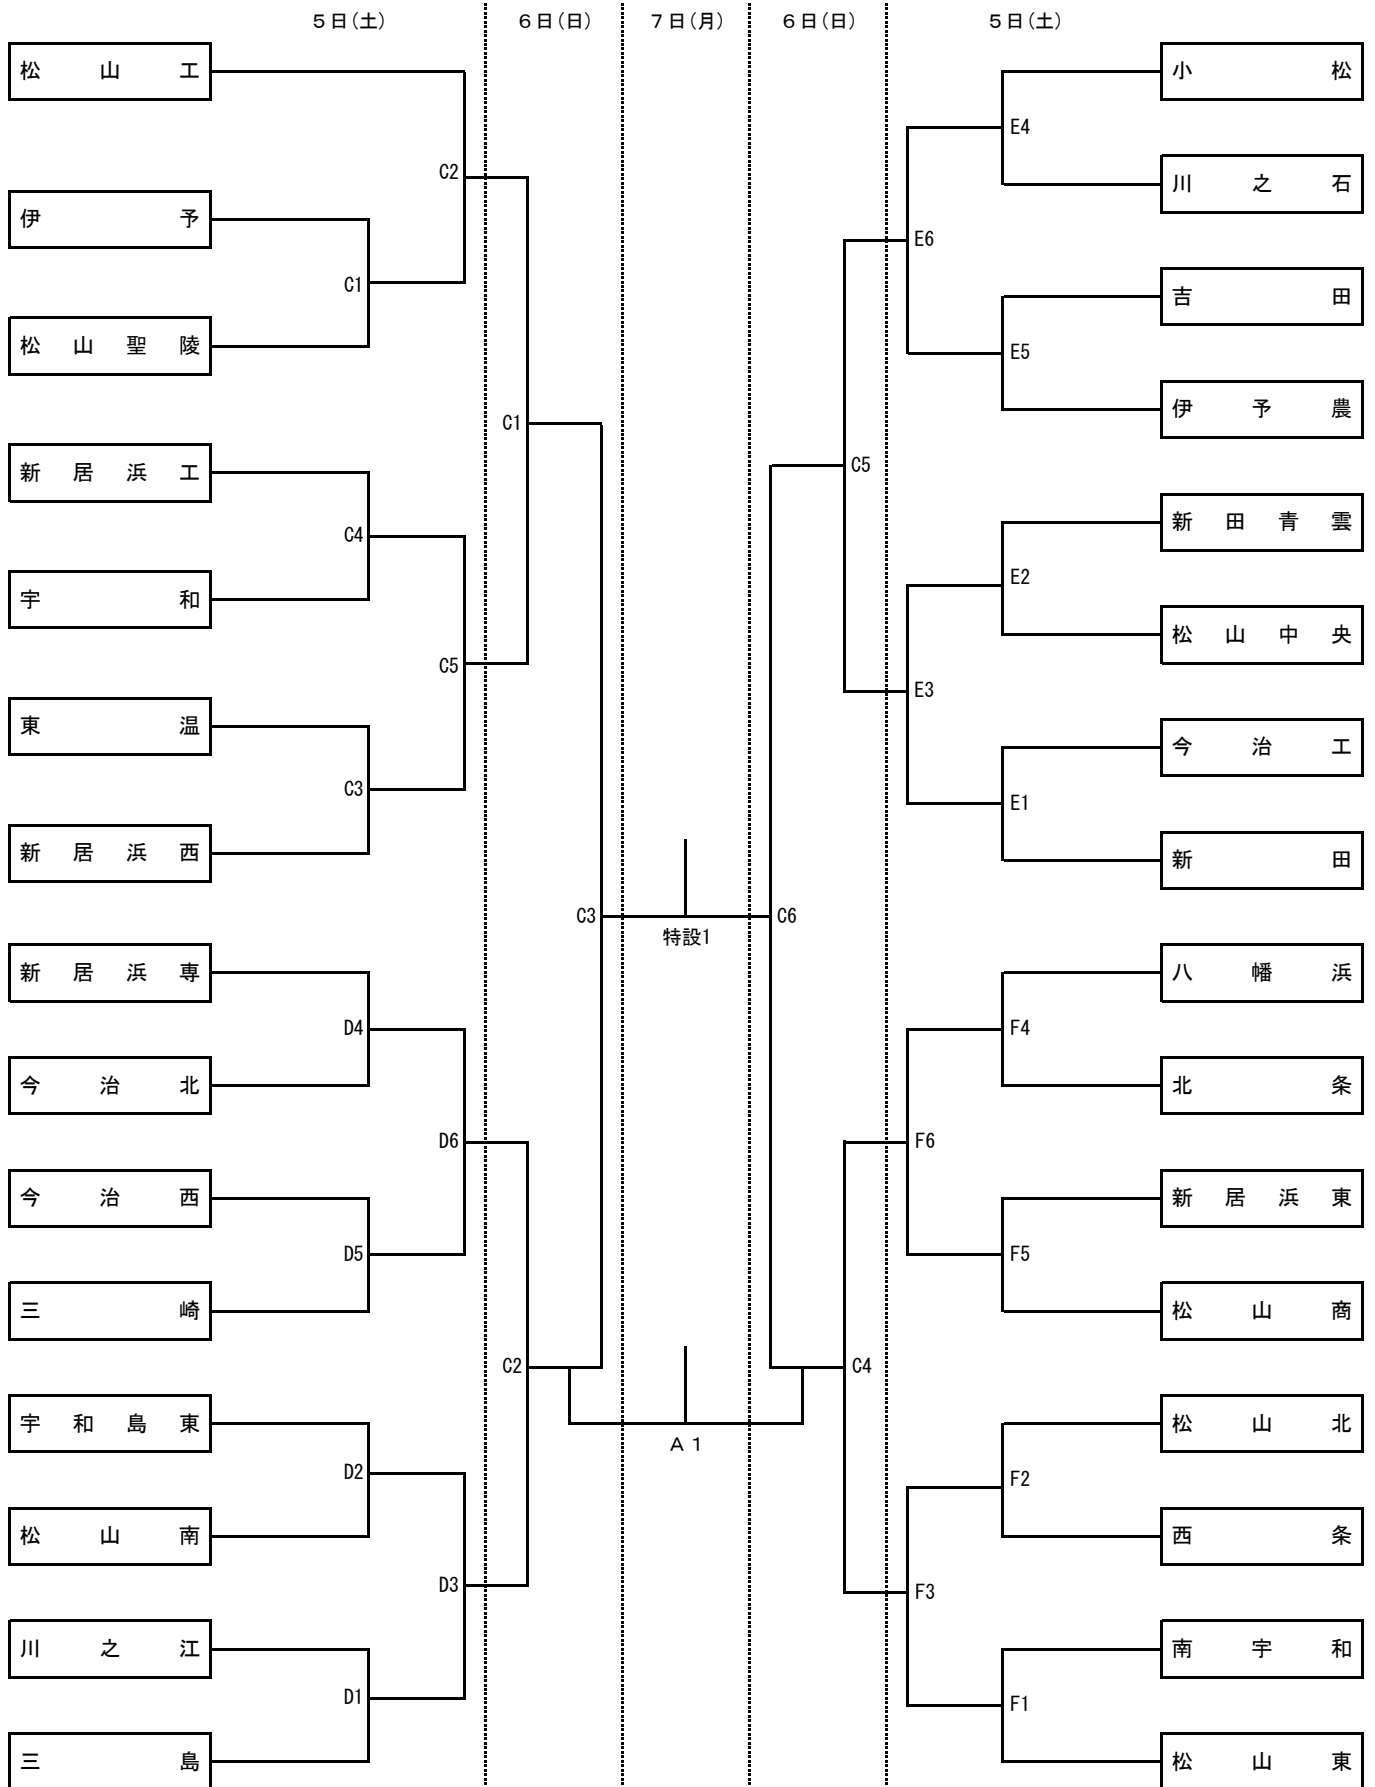 ５日（土） ６日（日） ７日（月） ６日（日） ５日（土）
松山工
小松
E4
C2
川之石
伊予
E6
C1
吉田
松山聖陵
E5
伊予農
C1
新居浜工
C5
新田青雲
C4
E2
宇和
松山中央
C5
E3
東温
今治工
C3
E1
新居浜西
新田
C3
C6
特設1
新居浜専
八幡浜
D4
F4
今治北
北条
D6
F6
今治西
新居浜東
D5
F5
三崎
松山商
C2
C4
宇和島東
松山北
Ａ１
D2
F2
松山南
西条
D3
F3
川之江
南宇和
D1
F1
三島
松山東